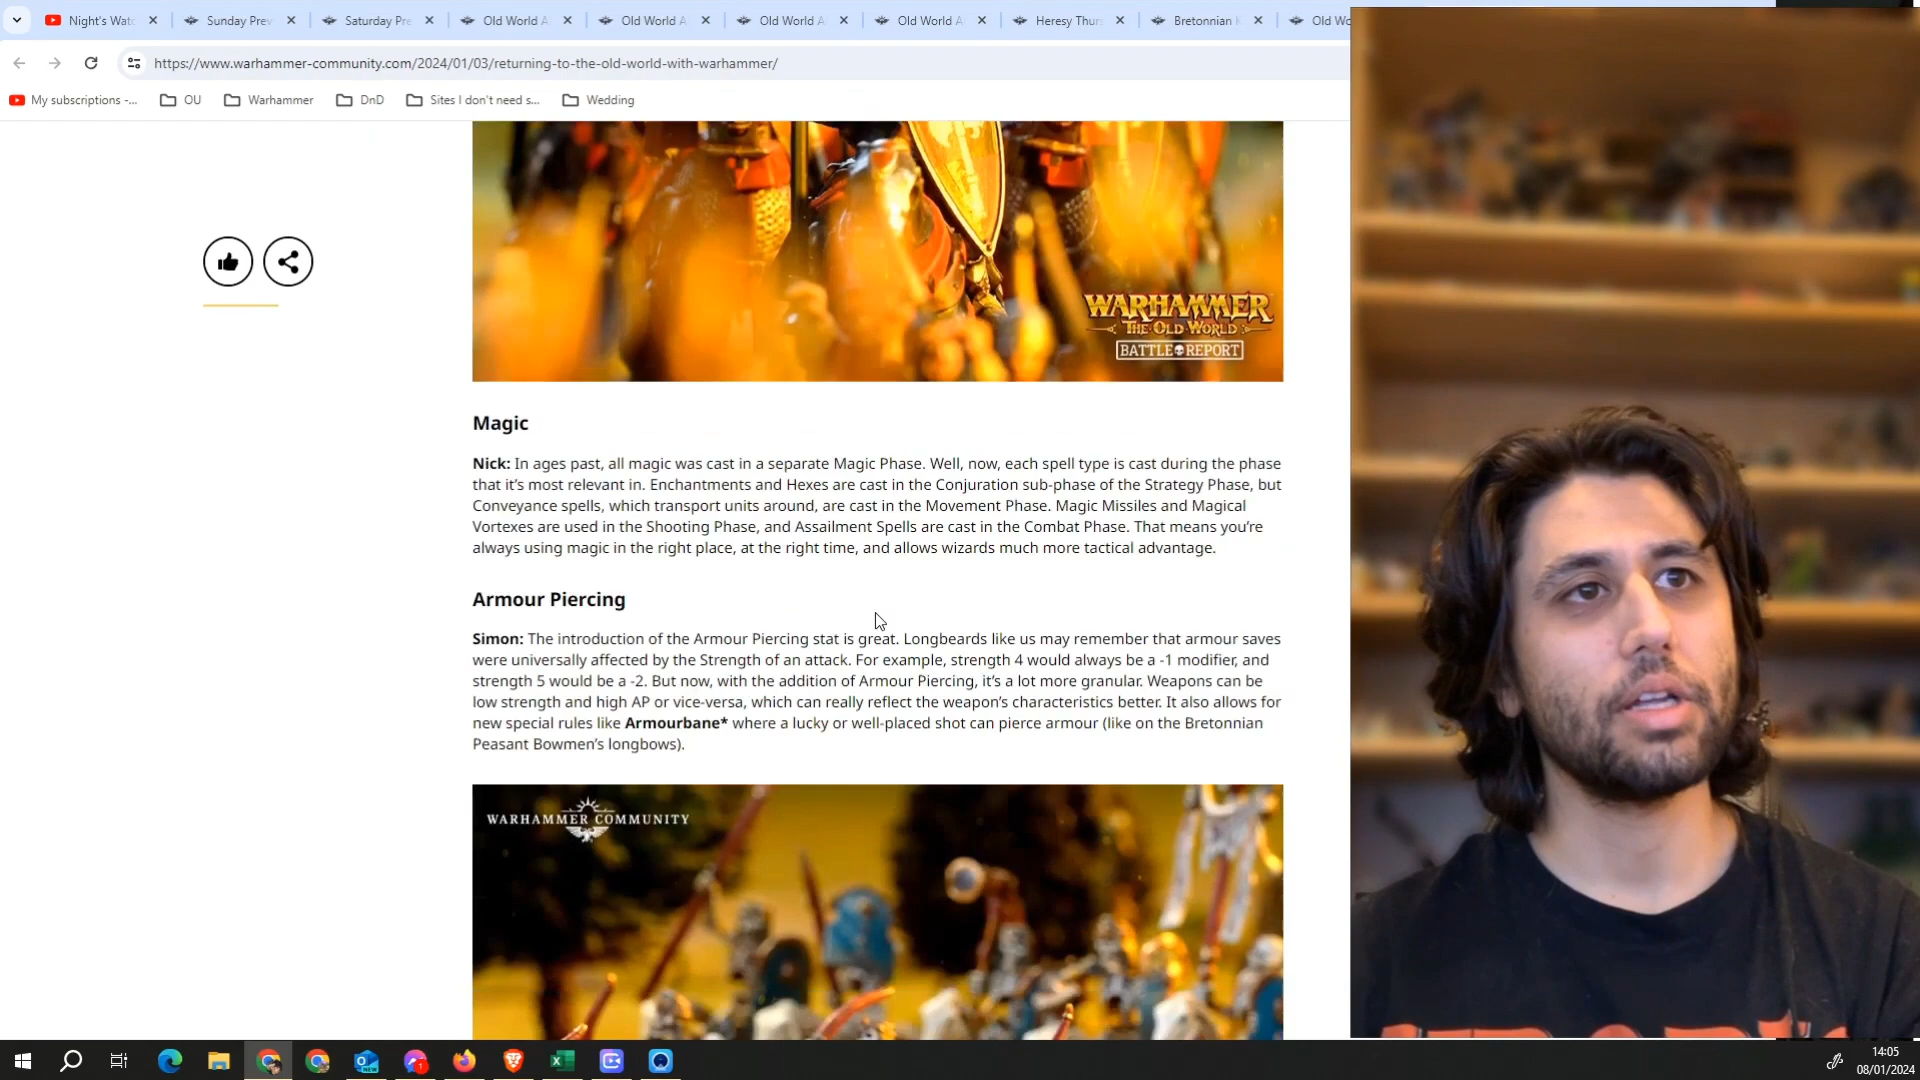 Night's Wat
Sunday Prev
Saturday Pre
Old World A
Old World A
Old World A
Old World A
Heresy Thur
Bretonnian
Old Wo
https://www.warhammer-community.com/2024/01/03/returning-to-the-old-world-with-warhammer/
My subscriptions -...
OU
Warhammer
DnD
Sites I don't need s...
Wedding
WARHAMMER
THE OLD WORLD
BATTLE REPORT
Magic
Nick: In ages past, all magic was cast in a separate Magic Phase. Well, now, each spell type is cast during the phase
that it's most relevant in. Enchantments and Hexes are cast in the Conjuration sub-phase of the Strategy Phase, but
Conveyance spells, which transport units around, are cast in the Movement Phase. Magic Missiles and Magical
Vortexes are used in the Shooting Phase, and Assailment Spells are cast in the Combat Phase. That means you're
always using magic in the right place, at the right time, and allows wizards much more tactical advantage.
Armour Piercing
Simon: The introduction of the Armour Piercing stat is great. Longbeards like us may remember that armour saves
were universally affected by the Strength of an attack. For example, strength 4 would always be a -1 modifier, and
strength 5 would be a -2. But now, with the addition of Armour Piercing, it's a lot more granular. Weapons can be
low strength and high AP or vice-versa, which can really reflect the weapon's characteristics better. It also allows for
new special rules like Armourbane* where a lucky or well-placed shot can pierce armour (like on the Bretonnian
Peasant Bowmen's longbows).
WARHAMMER COMMUNITY
14:05
08/01/2024